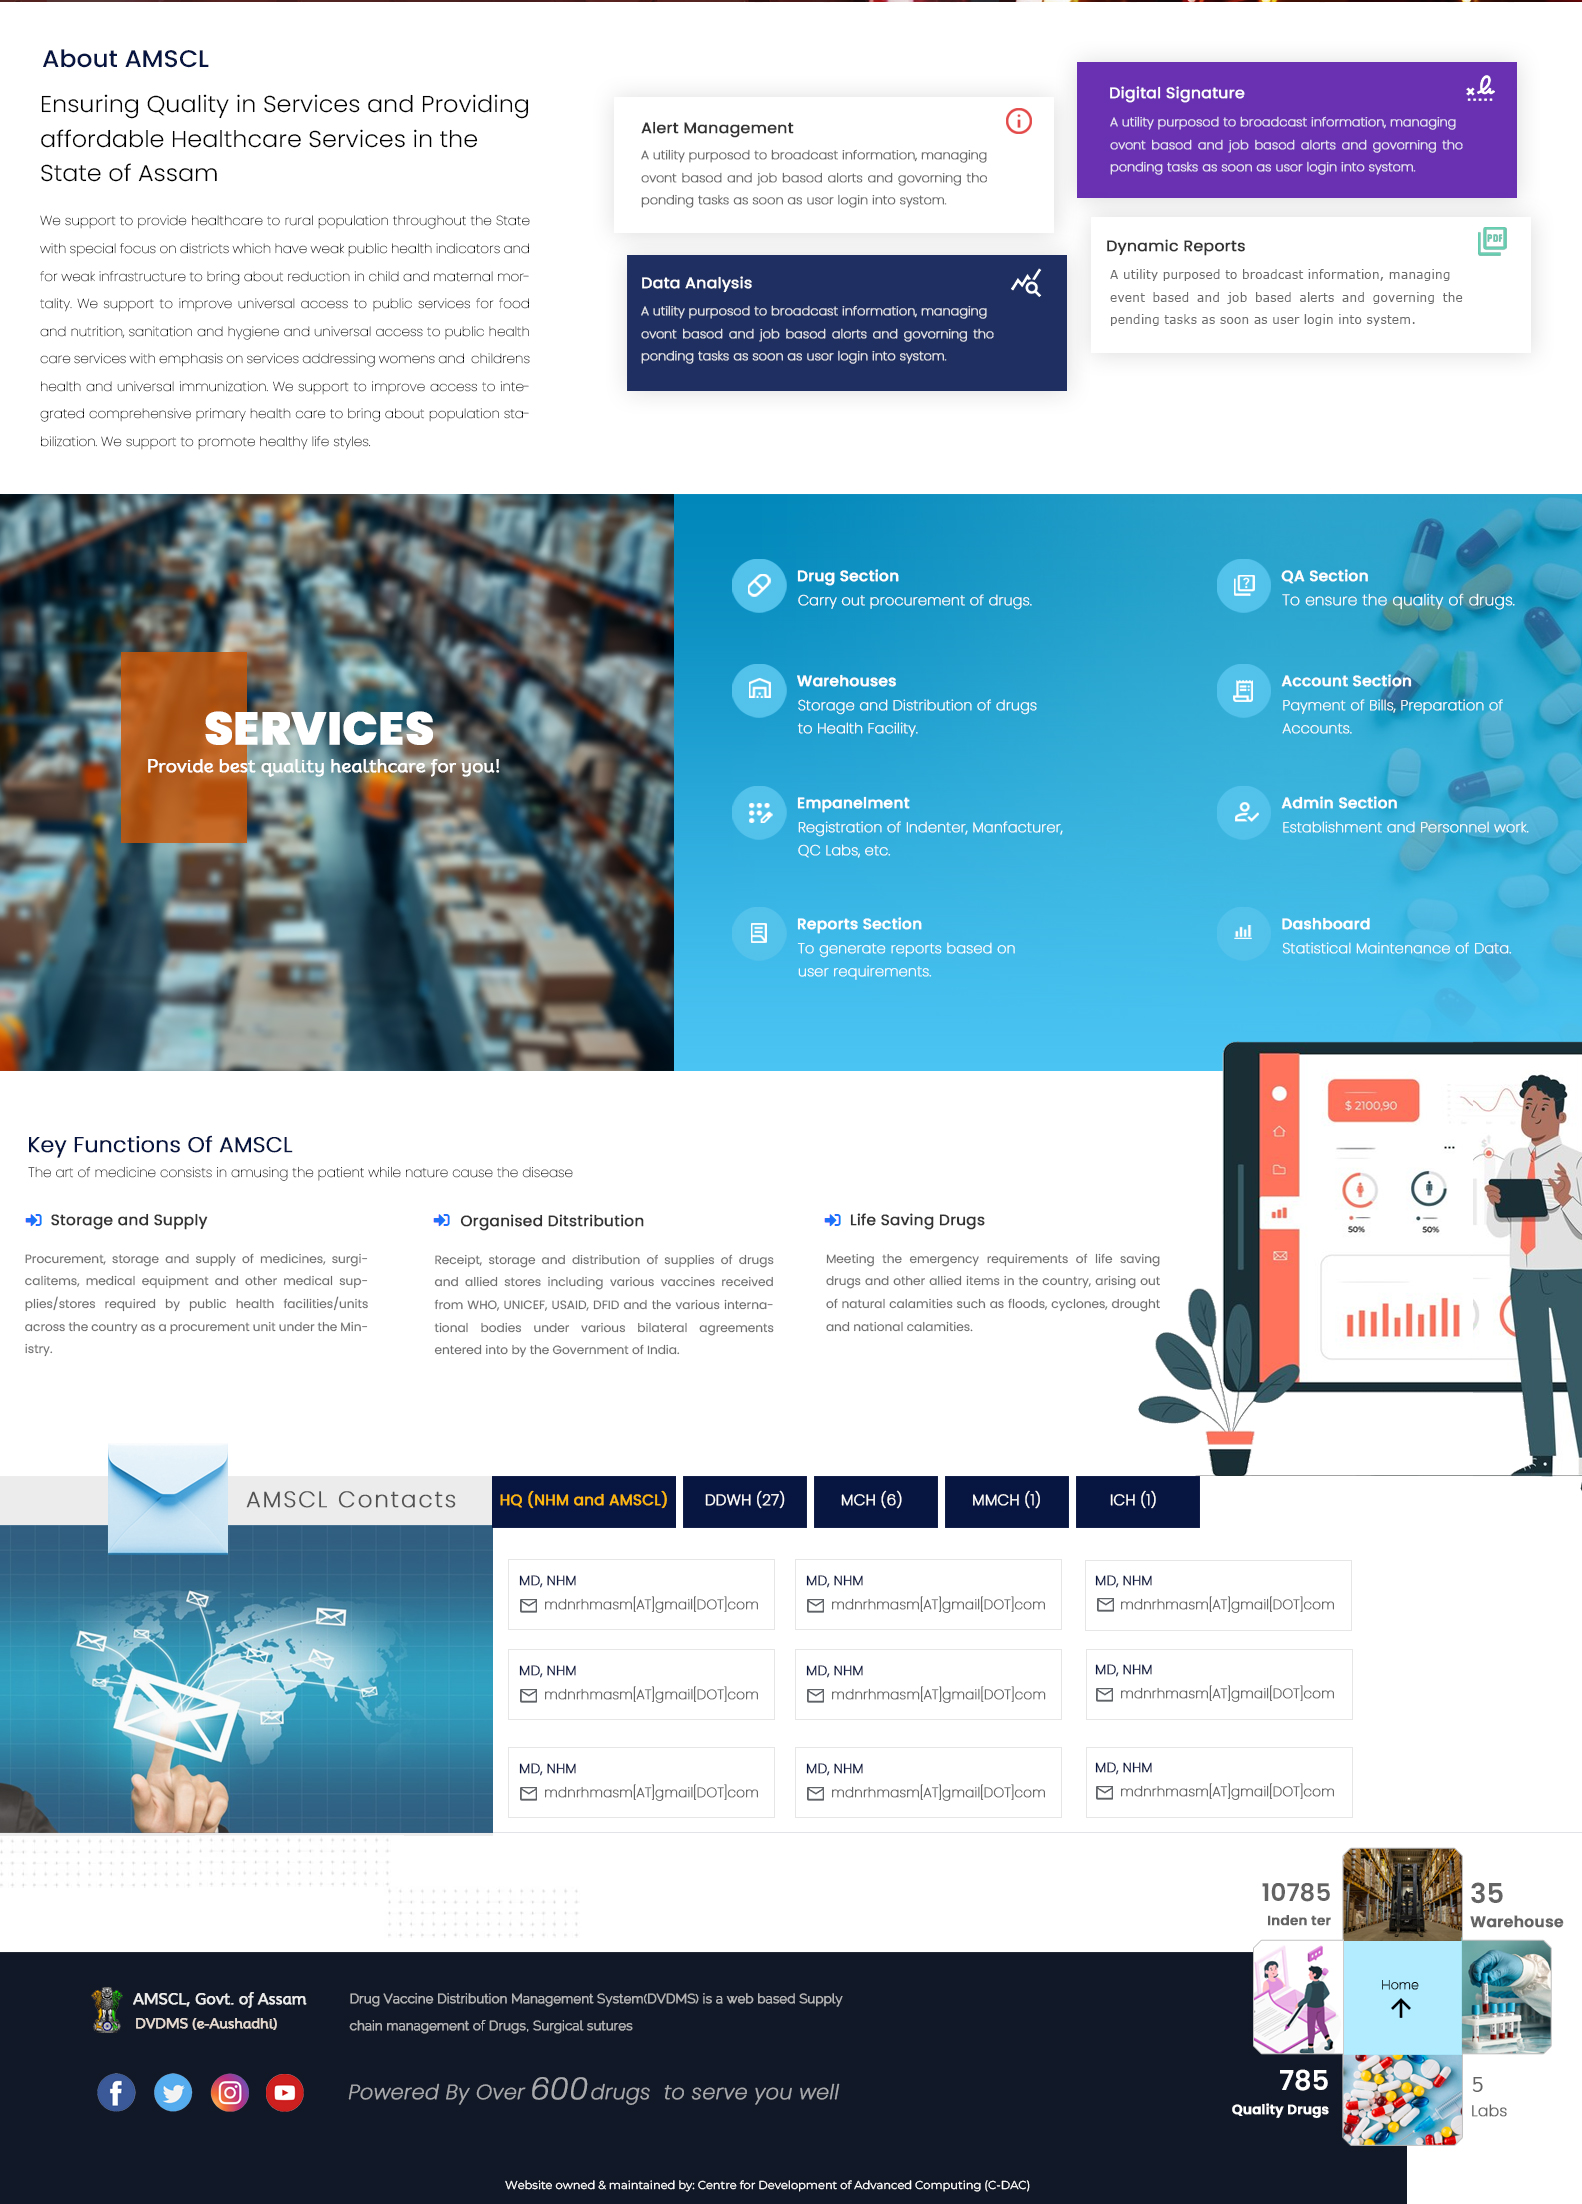 About AMSCL
Ensuring Quality in Services and Providing
affordable Healthcare Services in the
State of Assam
We support to provide healthcare to rural population throughout the State
with special focus on districts which have weak public health indicators and
for weak infrastructure to bring about reduction in child and maternal mor-
tality. We support to improve universal access to public services for food
and nutrition, sanitation and hygiene and universal access to public health
care services with emphasis on services addressing womens and childrens
health and universal immunization. We support to improve access to inte-
grated comprehensive primary health care to bring about population sta-
bilization. We support to promote healthy life styles.
Alert Management
A utility purposod to broadcast information, managing
ovont basod and job basod alorts and govorning tho
ponding tasks as soon as usor login into systom.
Digital Signature
A utility purposod to broadcast information, managing
ovont basod and job basod alorts and govorning tho
ponding tasks as soon as usor login into systom.
Data Analysis
A utility purposod to broadcast information, managing
ovont basod and job basod alorts and govorning tho
ponding tasks as soon as usor login into systom.
PDF
Dynamic Reports
A utility purposed to broadcast information, managing
event based and job based alerts and governing the
pending tasks as soon as user login into system.
SERVICES
Provide best quality healthcare for you!
Drug Section
Carry out procurement of drugs.
QA Section
To ensure the quality of drugs.
Warehouses
Storage and Distribution of drugs
to Health Facility.
Account Section
Payment of Bills, Preparation of
Accounts.
Empanelment
Registration of Indenter, Manfacturer,
QC Labs, etc.
Admin Section
Establishment and Personnel work.
Reports Section
To generate reports based on
user requirements.
Dashboard
Statistical Maintenance of Data.
$ 2100,90
50%
50%
Key Functions Of AMSCL
The art of medicine consists in amusing the patient while nature cause the disease
Storage and Supply
Procurement, storage and supply of medicines, surgi-
calitems, medical equipment and other medical sup-
plies/stores required by public health facilities/units
across the country as a procurement unit under the Min-
istry.
Organised Ditstribution
Receipt, storage and distribution of supplies of drugs
and allied stores including various vaccines received
from WHO, UNICEF, USAID, DFID and the various interna-
tional bodies under various bilateral agreements
entered into by the Government of India.
Life Saving Drugs
Meeting the emergency requirements of life saving
drugs and other allied items in the country, arising out
of natural calamities such as floods, cyclones, drought
and national calamities.
AMSCL Contacts
HQ (NHM and AMSCL)
DDWH (27)
MCH (6)
MMCH (1)
ICH (1)
MD, NHM
mdnrhmasm[AT]gmail[DOT]com
MD, NHM
mdnrhmasm[AT]gmail[DOT]com
MD, NHM
mdnrhmasm[AT]gmail[DOT]com
MD, NHM
mdnrhmasm[AT]gmail[DOT]com
MD, NHM
mdnrhmasm[AT]gmail[DOT]com
MD, NHM
mdnrhmasm[AT]gmail[DOT]com
MD, NHM
mdnrhmasm[AT]gmail[DOT]com
MD, NHM
mdnrhmasm[AT]gmail[DOT]com
MD, NHM
mdnrhmasm[AT]gmail[DOT]com
10785
Inden ter
35
Warehouse
Home
785
Quality Drugs
5
Labs
AMSCL, Govt. of Assam
DVDMS (e-Aushadhi)
Drug Vaccine Distribution Management System(DVDMS) is a web based Supply
chain management of Drugs, Surgical sutures
Powered By Over 600 drugs to serve you well
Website owned & maintained by: Centre for Development of Advanced Computing (C-DAC)